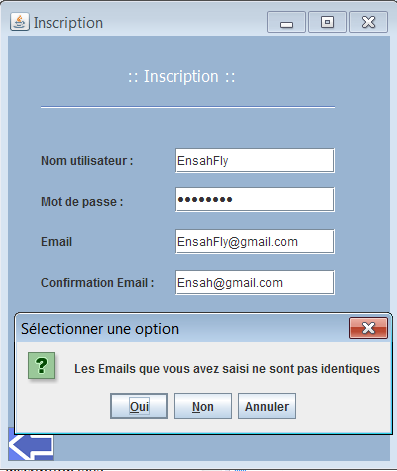 Inscription
:: Inscription ::
Nom utilisateur : EnsahFly
Mot de passe : ••••••••
Email EnsahFly@gmail.com
Confirmation Email : Ensah@gmail.com
Sélectionner une option
? Les Emails que vous avez saisi ne sont pas identiques
Oui Non Annuler